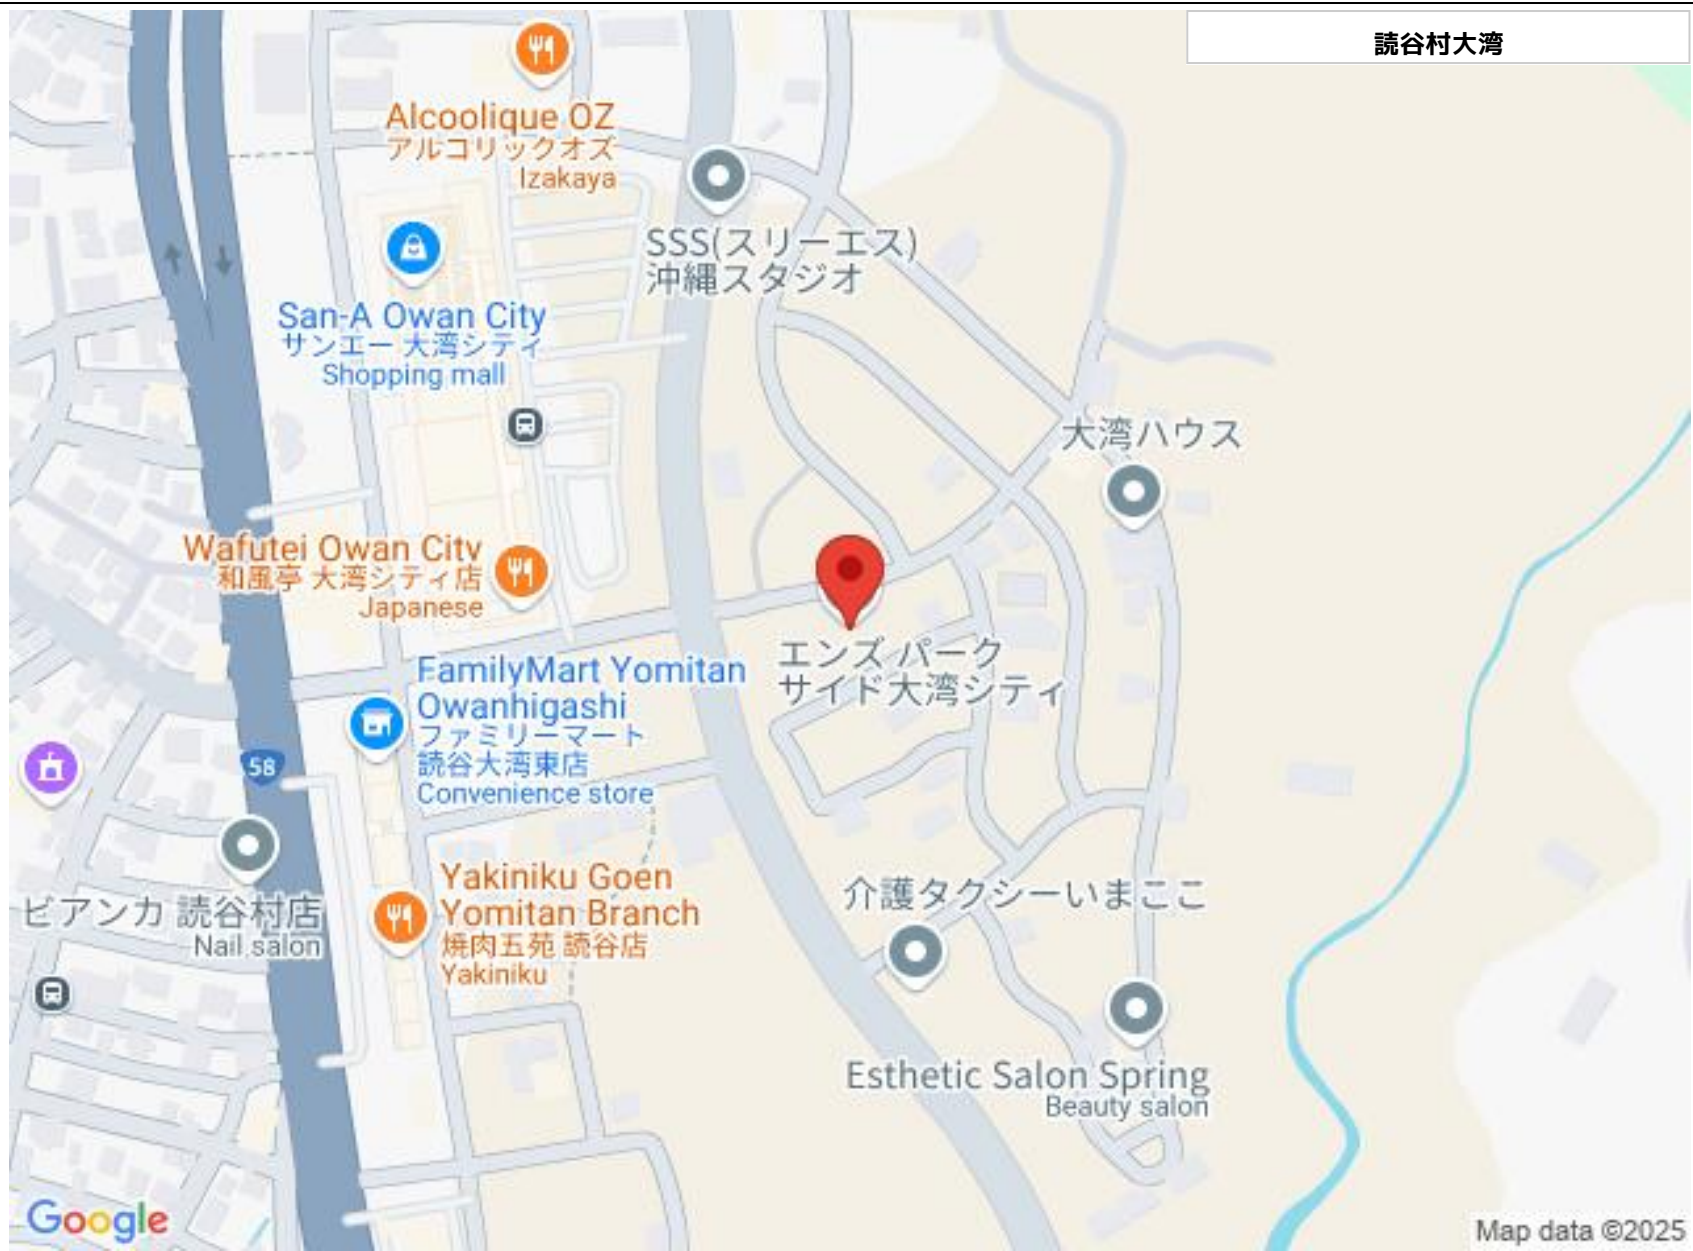 読谷村大湾
Alcoolique OZ
アルコリックオズ
Izakaya
SSS(スリーエス)
沖縄スタジオ
San-A Owan City
サンエー 大湾シティ
Shopping mall
大湾ハウス
Wafutei Owan City
和風亭 大湾シティ店
Japanese
エンズ パーク
サイド大湾シティ
FamilyMart Yomitan
Owanhigashi
ファミリーマート
読谷大湾東店
Convenience store
58
Yakiniku Goen
Yomitan Branch
焼肉五苑 読谷店
Yakiniku
ビアンカ 読谷村店
Nail salon
介護タクシーいまここ
Esthetic Salon Spring
Beauty salon
Google
Map data ©2025